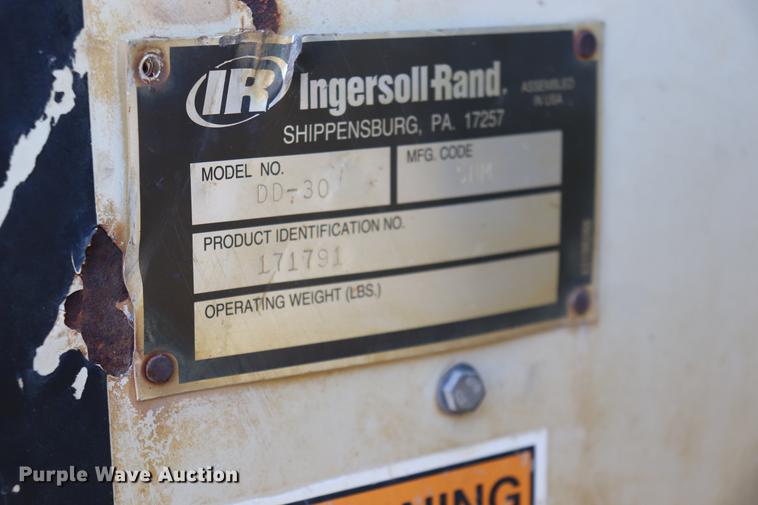 IR Ingersoll-Rand®
ASSEMBLED
IN USA
SHIPPENSBURG, PA. 17257
MODEL NO.
DD-30
MFG. CODE
PRODUCT IDENTIFICATION NO.
171791
OPERATING WEIGHT (LBS.)
Purple Wave Auction